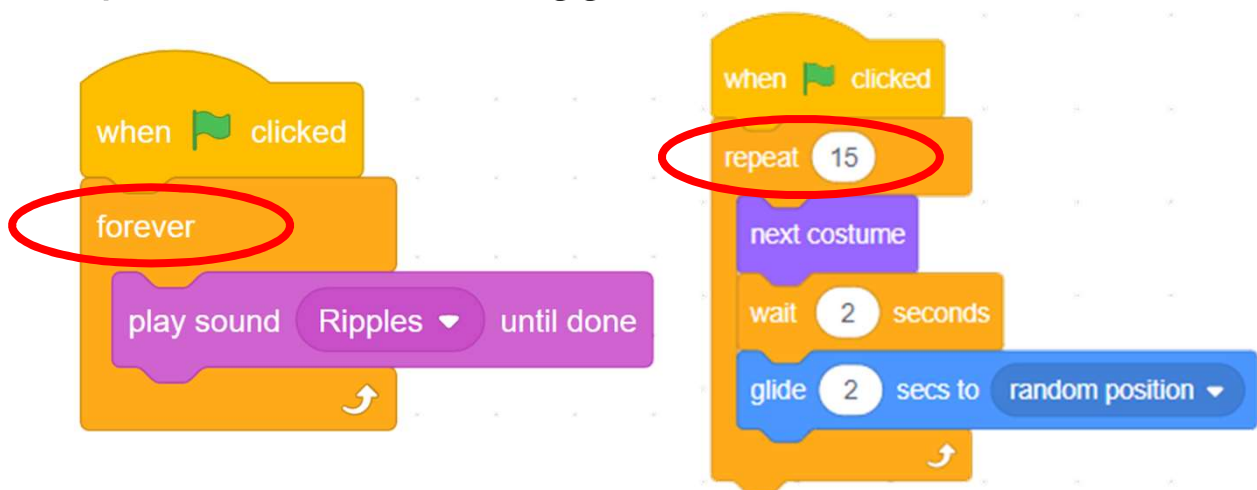 when clicked
forever
play sound Ripples until done
when clicked
repeat 15
next costume
wait 2 seconds
glide 2 secs to random position